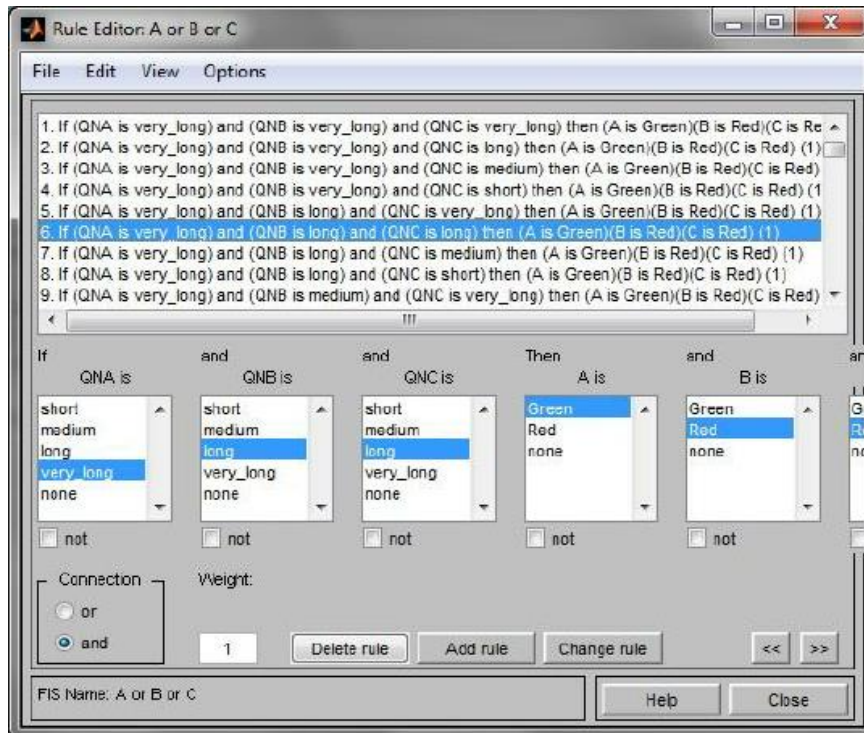 Rule Editor: A or B or C
File Edit View Options
1. If (QNA is very_long) and (QNB is very_long) and (QNC is very_long) then (A is Green)(B is Red)(C is Re
2. If (QNA is very_long) and (QNB is very_long) and (QNC is long) then (A is Green)(B is Red)(C is Red) (1)
3. If (QNA is very_long) and (QNB is very_long) and (QNC is medium) then (A is Green)(B is Red)(C is Red)
4. If (QNA is very_long) and (QNB is very_long) and (QNC is short) then (A is Green)(B is Red)(C is Red) (1
5. If (QNA is very_long) and (QNB is long) and (QNC is very_long) then (A is Green)(B is Red)(C is Red) (1)
6. If (QNA is very_long) and (QNB is long) and (QNC is long) then (A is Green)(B is Red)(C is Red) (1)
7. If (QNA is very_long) and (QNB is long) and (QNC is medium) then (A is Green)(B is Red)(C is Red) (1)
8. If (QNA is very_long) and (QNB is long) and (QNC is short) then (A is Green)(B is Red)(C is Red) (1)
9. If (QNA is very_long) and (QNB is medium) and (QNC is very_long) then (A is Green)(B is Red)(C is Red)
If and and Then and
QNA is QNB is QNC is A is B is
short short short Green Green
medium medium medium Red Red
long long long none none
very_long very_long very_long
none none none
not not not not not
Connection Weight:
or
and 1 Delete rule Add rule Change rule << >>
FIS Name: A or B or C Help Close